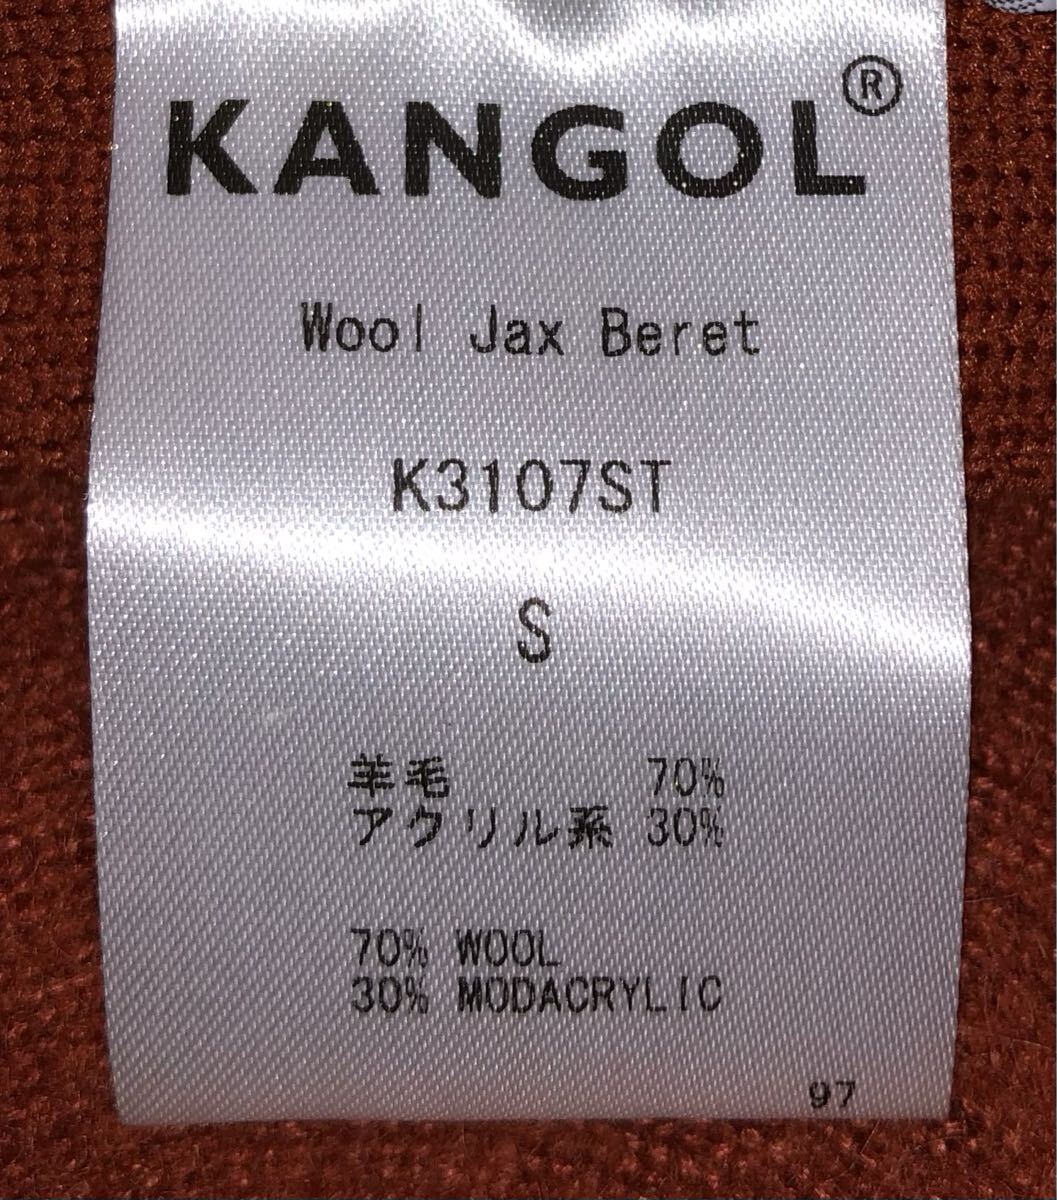 KANGOL®
Wool Jax Beret
K3107ST
S
羊毛 70%
アクリル系 30%
70% WOOL
30% MODACRYLIC
97